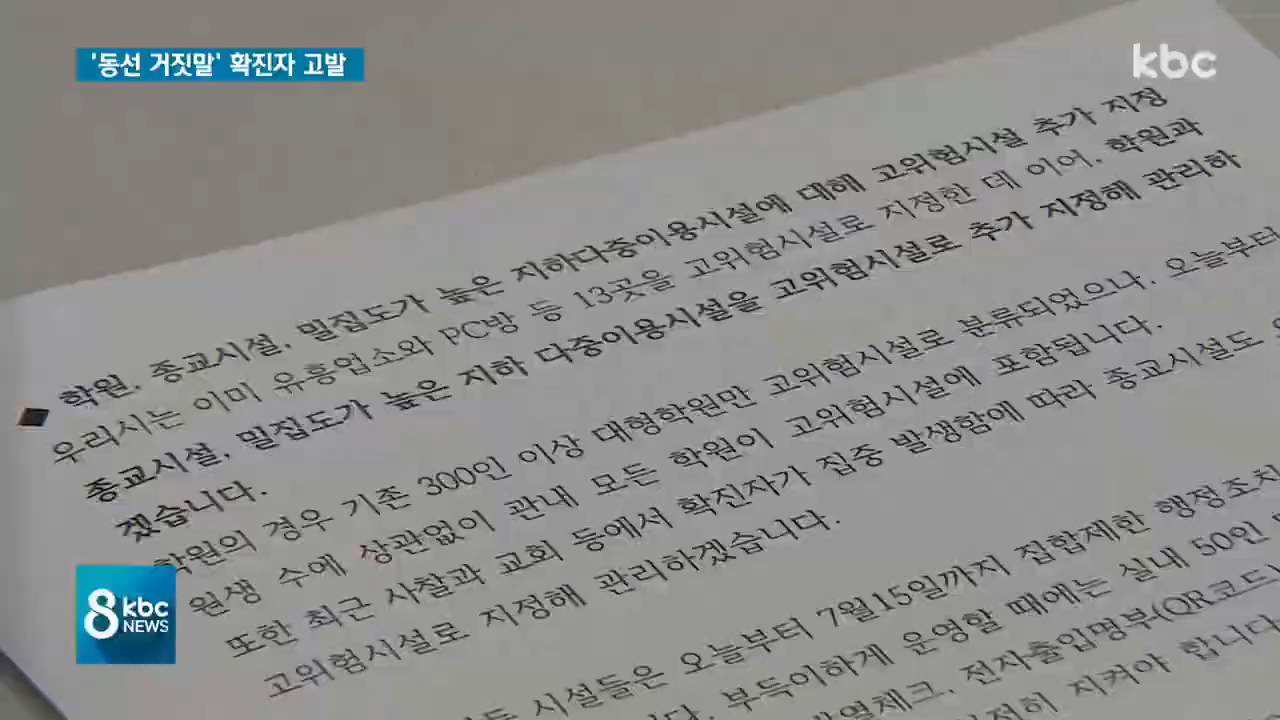 '동선 거짓말' 확진자 고발
kbc
학원, 종교시설, 밀집도가 높은 지하다중이용시설에 대해 고위험시설 추가 지정
우리시는 이미 유흥업소와 PC방 등 13곳을 고위험시설로 지정한 데 이어, 학원과
종교시설, 밀집도가 높은 지하 다중이용시설을 고위험시설로 추가 지정해 관리하
겠습니다.
학원의 경우 기존 300인 이상 대형학원만 고위험시설로 분류되었으나, 오늘부터
원생 수에 상관없이 관내 모든 학원이 고위험시설에 포함됩니다.
또한 최근 사찰과 교회 등에서 확진자가 집중 발생함에 따라 종교시설도
고위험시설로 지정해 관리하겠습니다.
시설들은 오늘부터 7월15일까지 집합제한 행정조치
부득이하게 운영할 때에는 실내 50인
발열체크, 전자출입명부(QR코드)
지켜야 합니다
8 kbc
NEWS